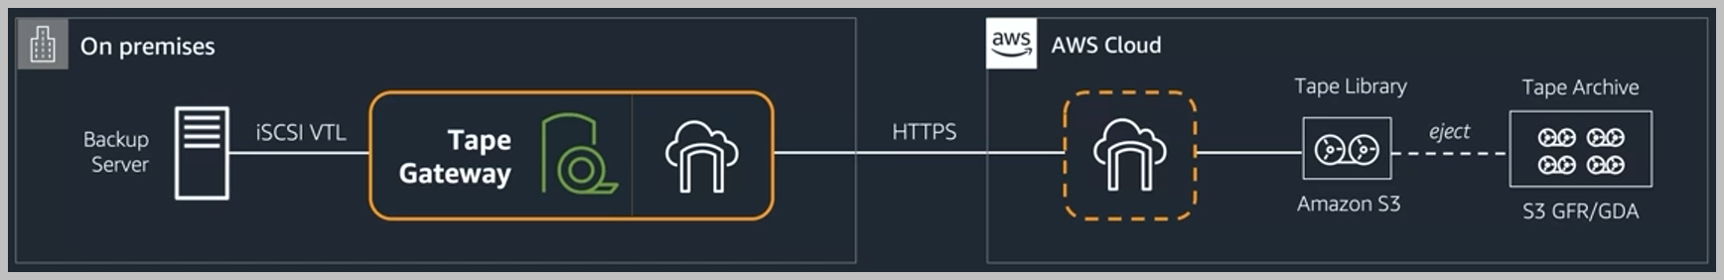 On premises
Backup
Server
iSCSI VTL
Tape
Gateway
HTTPS
aws
AWS Cloud
Tape Library
Amazon S3
eject
Tape Archive
S3 GFR/GDA